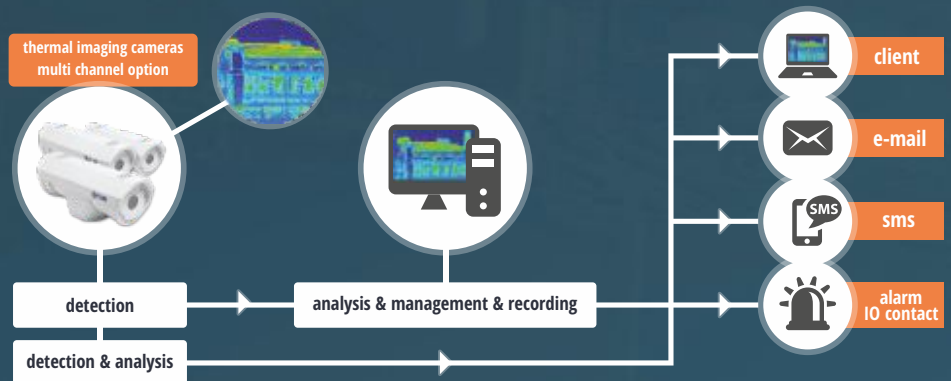 thermal imaging cameras
multi channel option
client
e-mail
SMS
sms
detection
analysis & management & recording
alarm
IO contact
detection & analysis